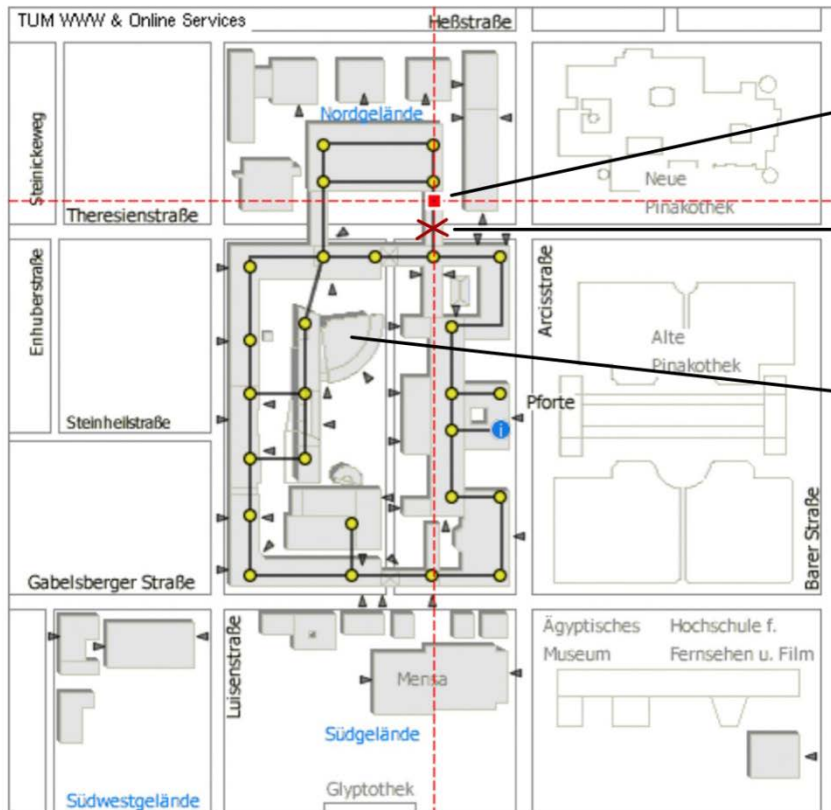 TUM WWW & Online Services
Heßstraße
Steinickeweg
Nordgelände
Neue
Pinakothek
Theresienstraße
Enhuberstraße
Arcisstraße
Alte
Pinakothek
Steinheilstraße
Pforte
i
Barer Straße
Gabelsberger Straße
Luisenstraße
Mensa
Ägyptisches
Museum
Hochschule f.
Fernsehen u. Film
Südgelände
Südwestgelände
Glyptothek